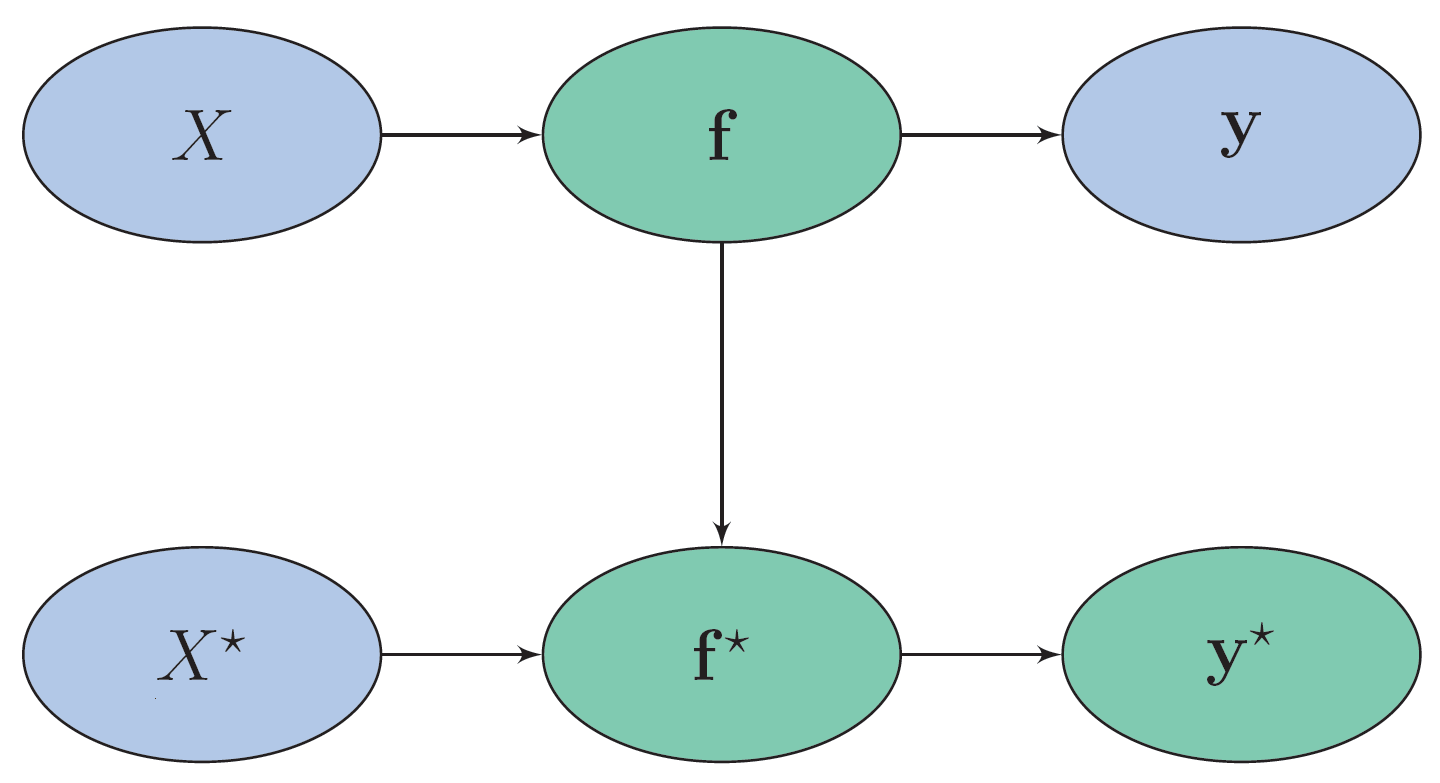 X f y
X⋆ f⋆ y⋆